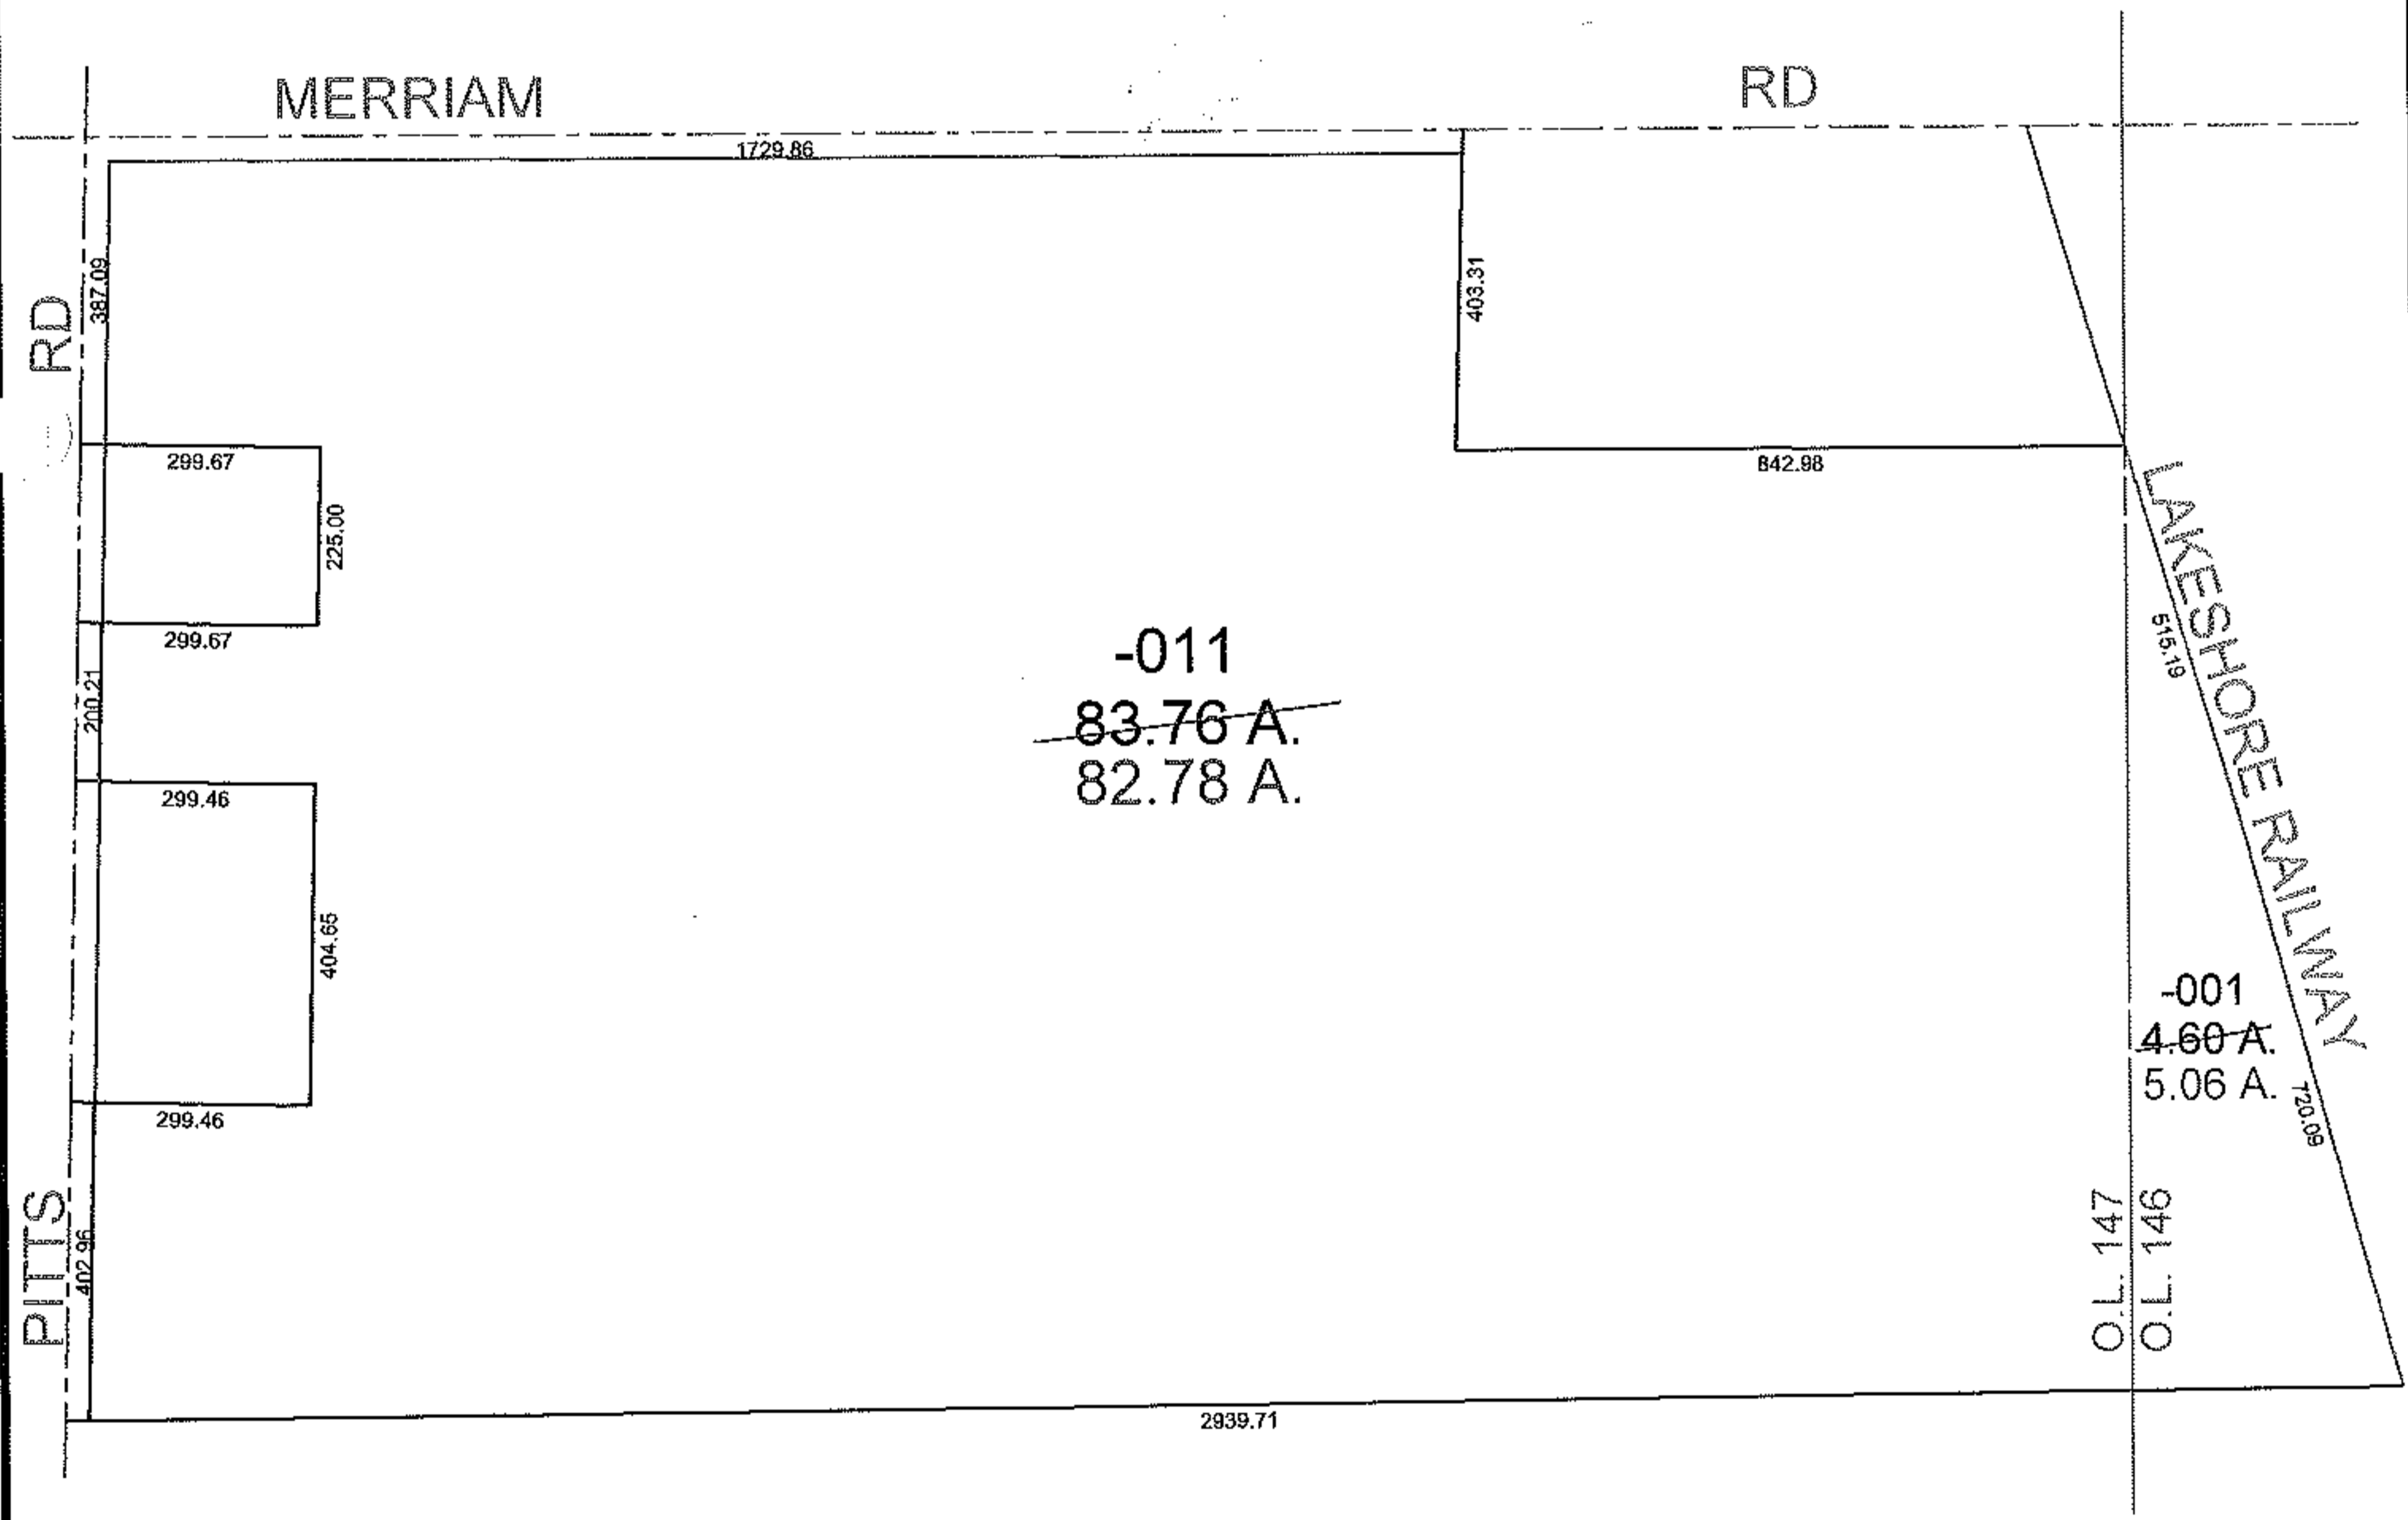 MERRIAM RD
1729.86
387.09
403.31
RD
299.67
842.98
225.00
LAKESHORE RAILWAY
299.67
515.19
-011
200.21
83.76 A.
82.78 A.
299.46
404.65
-001
4.60 A.
5.06 A.
720.09
299.46
PITTS
402.96
O.L. 147
O.L. 146
2939.71